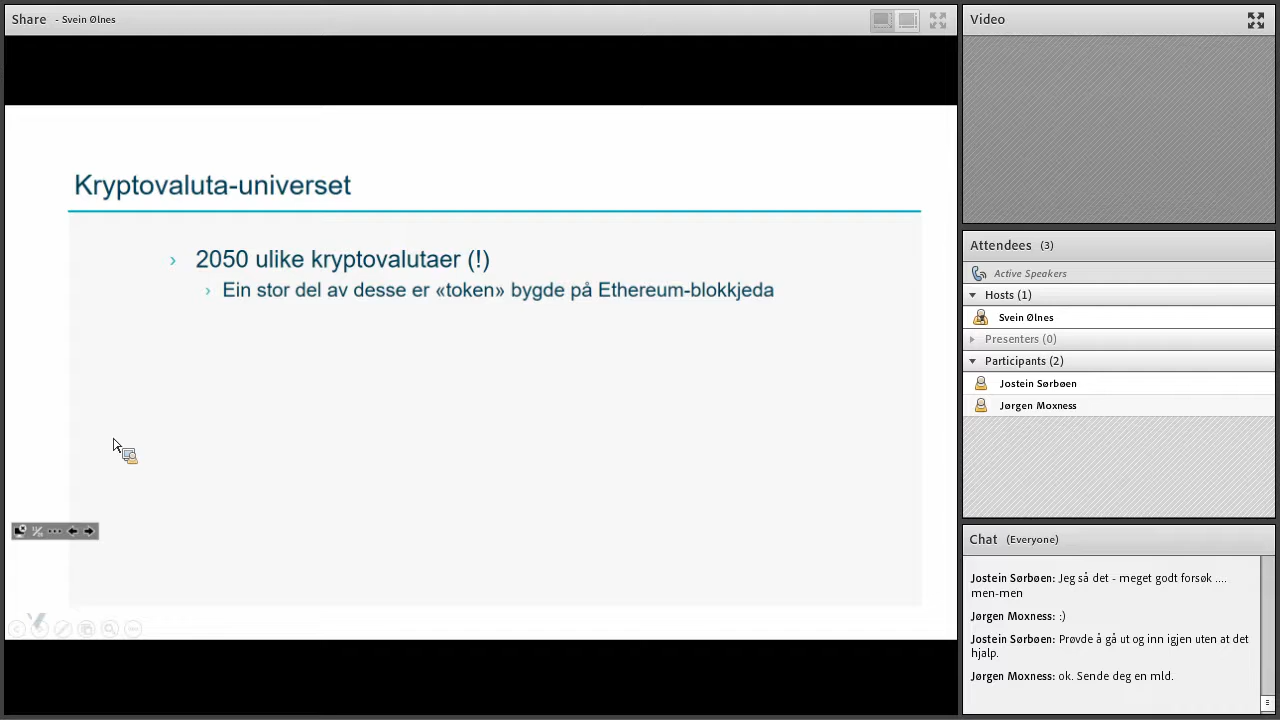 Share - Svein Ølnes
Kryptovaluta-universet
› 2050 ulike kryptovalutaer (!)
› Ein stor del av desse er «token» bygde på Ethereum-blokkjeda
Video
Attendees (3)
Active Speakers
Hosts (1)
Svein Ølnes
Presenters (0)
Participants (2)
Jostein Sørbøen
Jørgen Moxness
Chat (Everyone)
Jostein Sørbøen: Jeg så det - meget godt forsøk ....
men-men
Jørgen Moxness: :)
Jostein Sørbøen: Prøvde å gå ut og inn igjen uten at det
hjalp.
Jørgen Moxness: ok. Sende deg en mld.